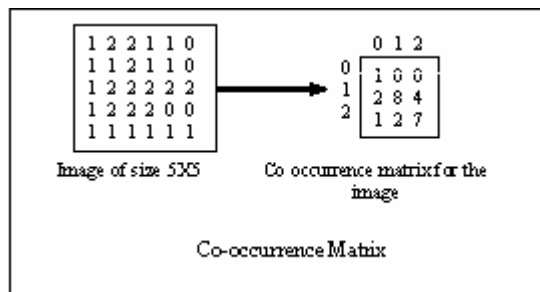 1 2 2 1 1 0
1 1 2 1 1 0
1 2 2 2 2 2
1 2 2 2 0 0
1 1 1 1 1 1
Image of size 5X5
0 1 2
0
1
2
1 0 0
2 8 4
1 2 7
Co occurrence matrix for the
image
Co-occurrence Matrix